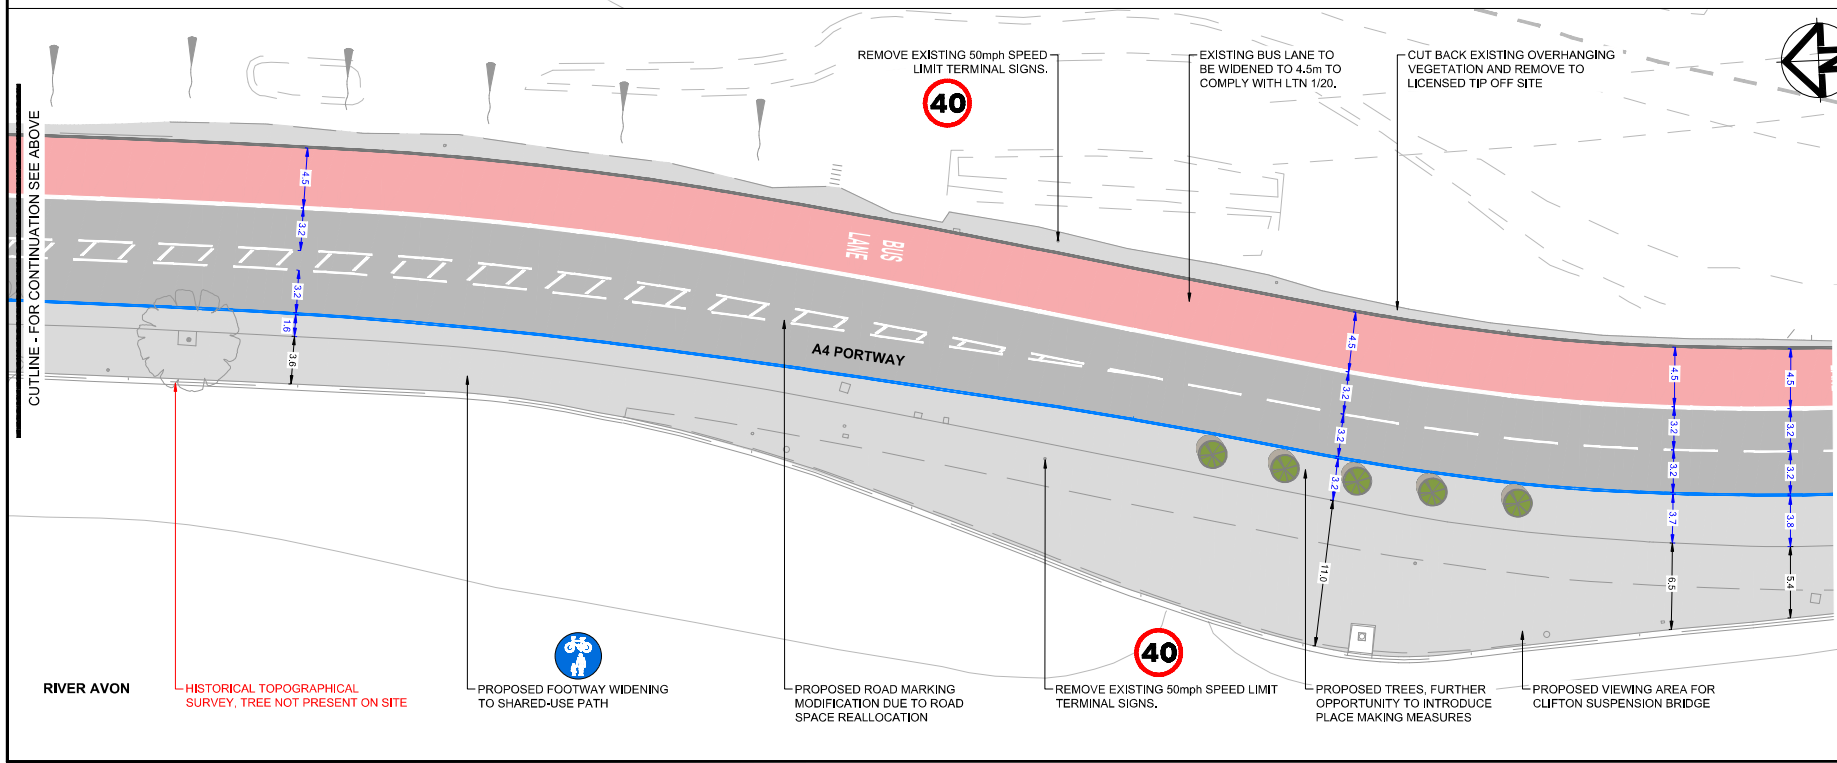 REMOVE EXISTING 50mph SPEED
LIMIT TERMINAL SIGNS.
40
EXISTING BUS LANE TO
BE WIDENED TO 4.5m TO
COMPLY WITH LTN 1/20.
CUT BACK EXISTING OVERHANGING
VEGETATION AND REMOVE TO
LICENSED TIP OFF SITE
N
CUTLINE - FOR CONTINUATION SEE ABOVE
4.5
3.2
3.2
1.6
3.6
BUS
LANE
A4 PORTWAY
4.5
3.2
3.2
3.2
11.0
4.5
3.2
3.2
3.7
6.5
4.5
3.2
3.2
3.8
5.4
RIVER AVON
HISTORICAL TOPOGRAPHICAL
SURVEY, TREE NOT PRESENT ON SITE
PROPOSED FOOTWAY WIDENING
TO SHARED-USE PATH
PROPOSED ROAD MARKING
MODIFICATION DUE TO ROAD
SPACE REALLOCATION
40
REMOVE EXISTING 50mph SPEED LIMIT
TERMINAL SIGNS.
PROPOSED TREES, FURTHER
OPPORTUNITY TO INTRODUCE
PLACE MAKING MEASURES
PROPOSED VIEWING AREA FOR
CLIFTON SUSPENSION BRIDGE